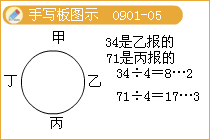 手写板图示 0901-05
甲
34是乙报的
71是丙报的
丁
乙
34÷4=8…2
71÷4=17…3
丙